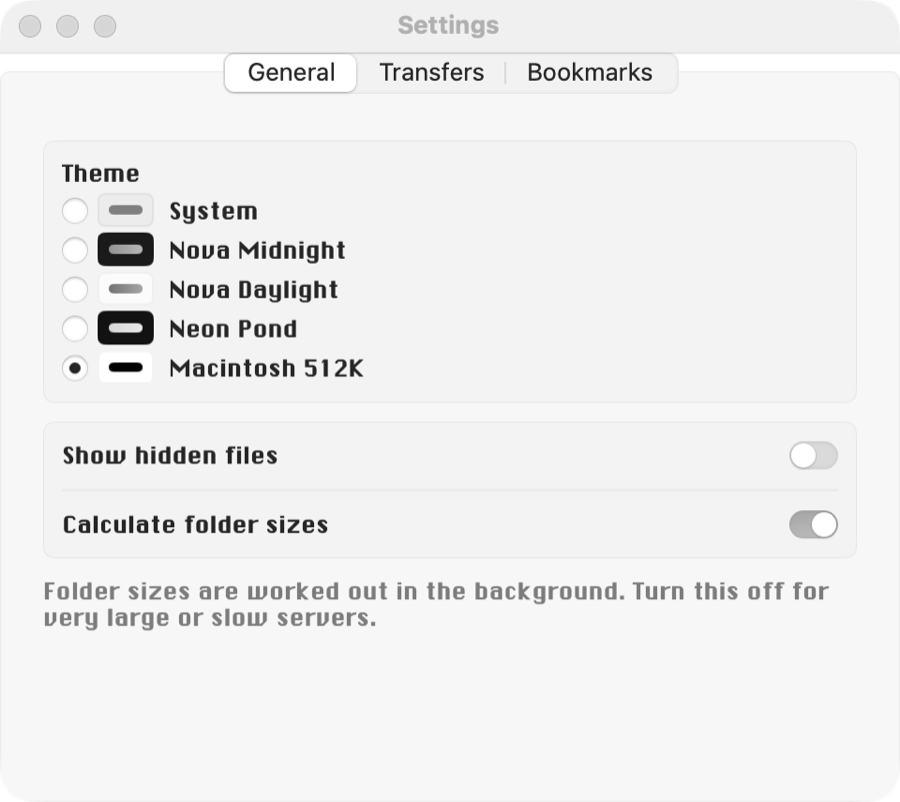 Settings
General
Transfers
Bookmarks
Theme
System
Nova Midnight
Nova Daylight
Neon Pond
Macintosh 512K
Show hidden files
Calculate folder sizes
Folder sizes are worked out in the background. Turn this off for
very large or slow servers.